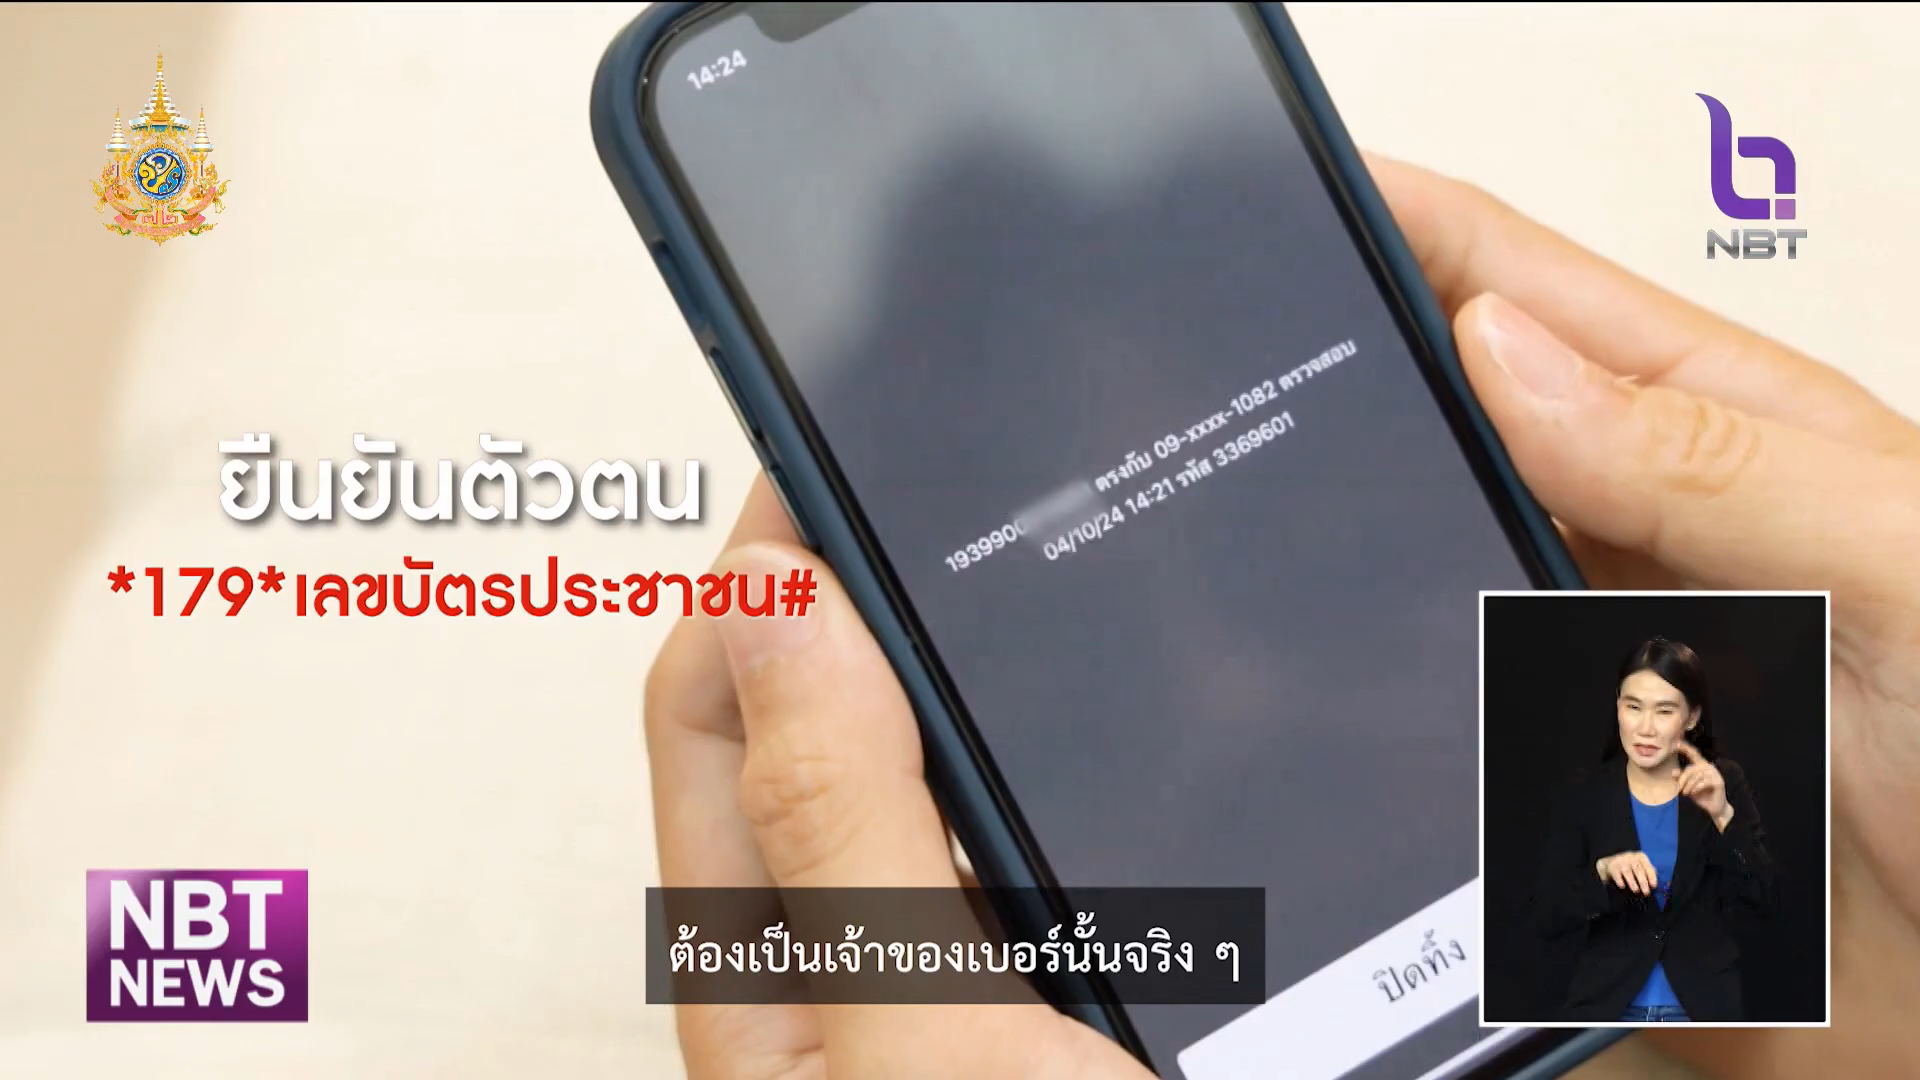 14:24
๗๒
NBT
193990 ตรงกับ 09-xxxx-1082 ตรวจสอบ
04/10/24 14:21 รหัส 3369601
ยืนยันตัวตน
*179*เลขบัตรประชาชน#
NBT
NEWS
ต้องเป็นเจ้าของเบอร์นั้นจริง ๆ
ปิดทิ้ง